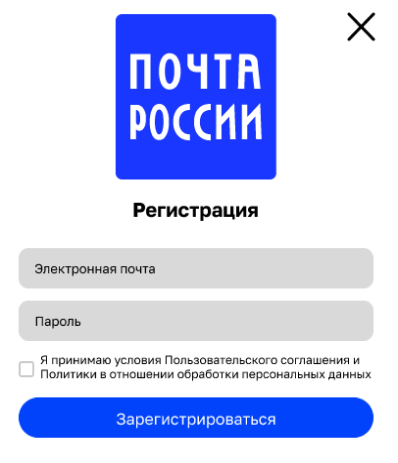 ПОЧТА
РОССИИ
Регистрация
Электронная почта
Пароль
Я принимаю условия Пользовательского соглашения и
Политики в отношении обработки персональных данных
Зарегистрироваться